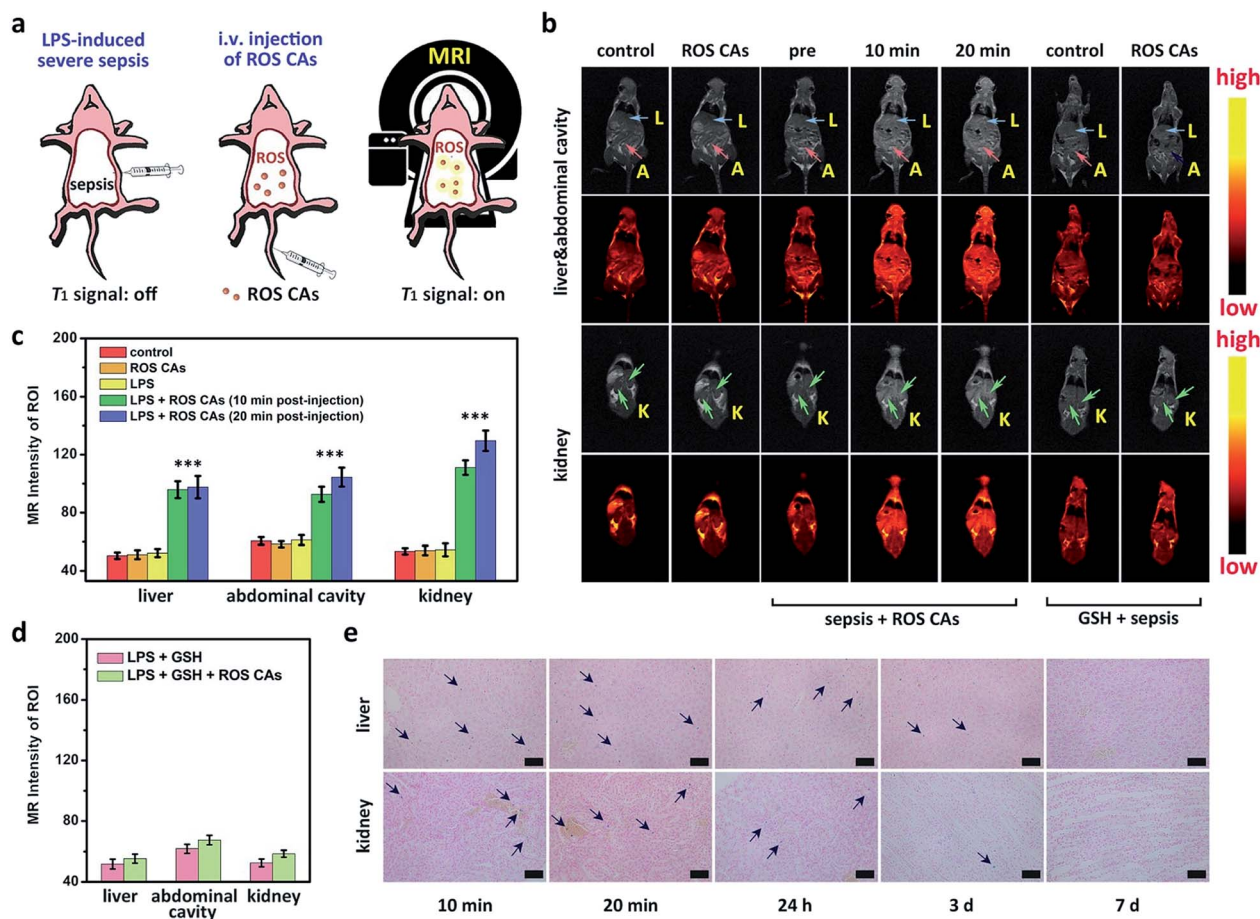 a
LPS-induced
severe sepsis
i.v. injection
of ROS CAs
MRI
sepsis
ROS
ROS
T1 signal: off
ROS CAs
T1 signal: on
b
control ROS CAs pre 10 min 20 min control ROS CAs
liver&abdominal cavity
L L L L L L L
A A A A A A A
high
low
kidney
K K K K K K K
high
low
sepsis + ROS CAs
GSH + sepsis
c
MR Intensity of ROI
200
160
120
80
40
control
ROS CAs
LPS
LPS + ROS CAs (10 min post-injection)
LPS + ROS CAs (20 min post-injection)
*** *** ***
liver abdominal cavity kidney
d
MR Intensity of ROI
200
160
120
80
40
LPS + GSH
LPS + GSH + ROS CAs
liver abdominal kidney
cavity
e
liver
kidney
10 min 20 min 24 h 3 d 7 d